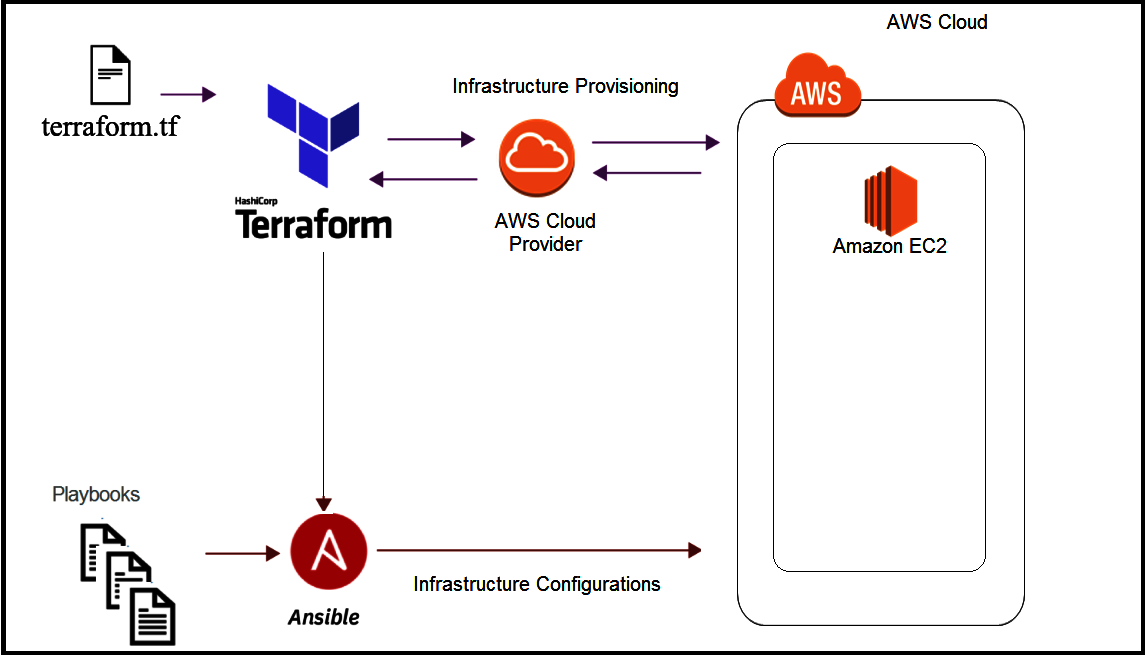 AWS Cloud
Infrastructure Provisioning
AWS
terraform.tf
HashiCorp
Terraform
AWS Cloud
Provider
Amazon EC2
Playbooks
Infrastructure Configurations
Ansible